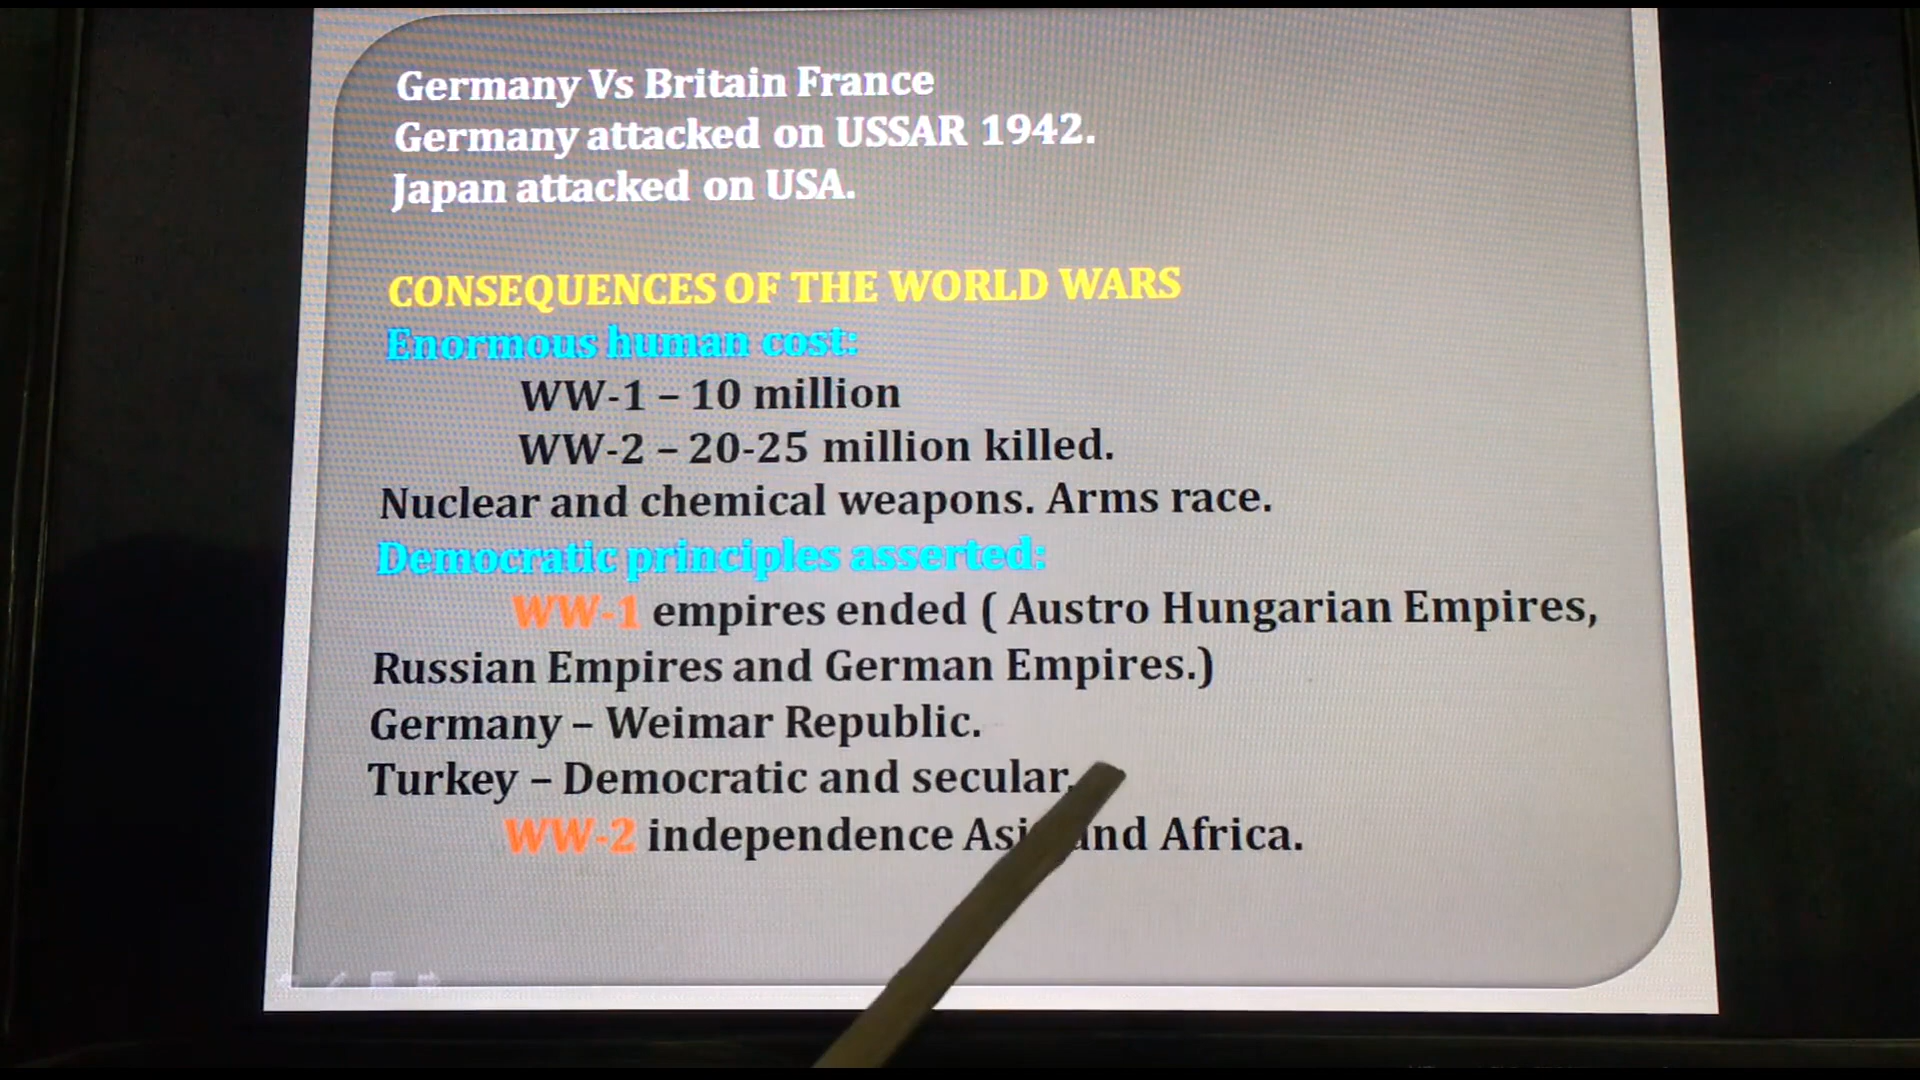 Germany Vs Britain France
Germany attacked on USSAR 1942.
Japan attacked on USA.
CONSEQUENCES OF THE WORLD WARS
Enormous human cost:
WW-1 – 10 million
WW-2 – 20-25 million killed.
Nuclear and chemical weapons. Arms race.
Democratic principles asserted:
WW-1 empires ended ( Austro Hungarian Empires,
Russian Empires and German Empires.)
Germany – Weimar Republic.
Turkey – Democratic and secular.
WW-2 independence Asia and Africa.